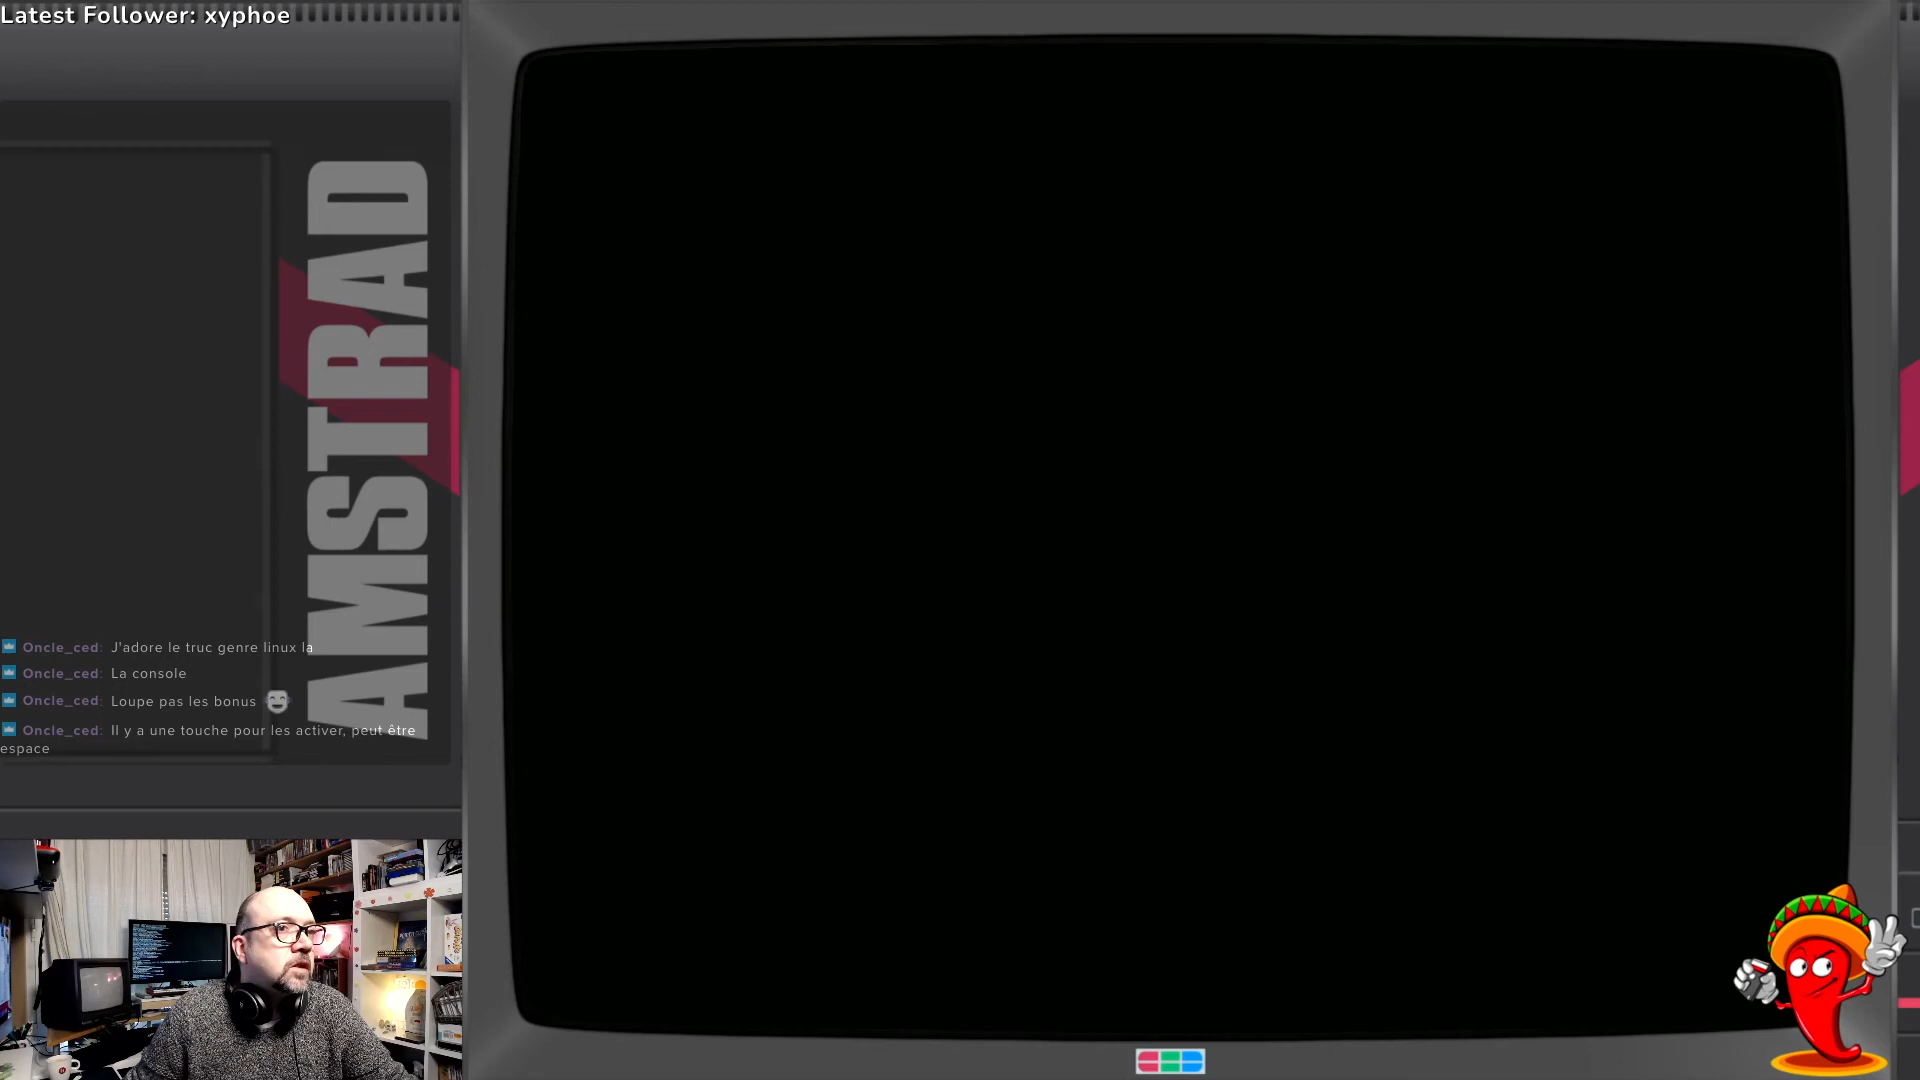 Latest Follower: xyphoe
AMSTRAD
Oncle_ced: J'adore le truc genre linux la
Oncle_ced: La console
Oncle_ced: Loupe pas les bonus
Oncle_ced: Il y a une touche pour les activer, peut être
espace